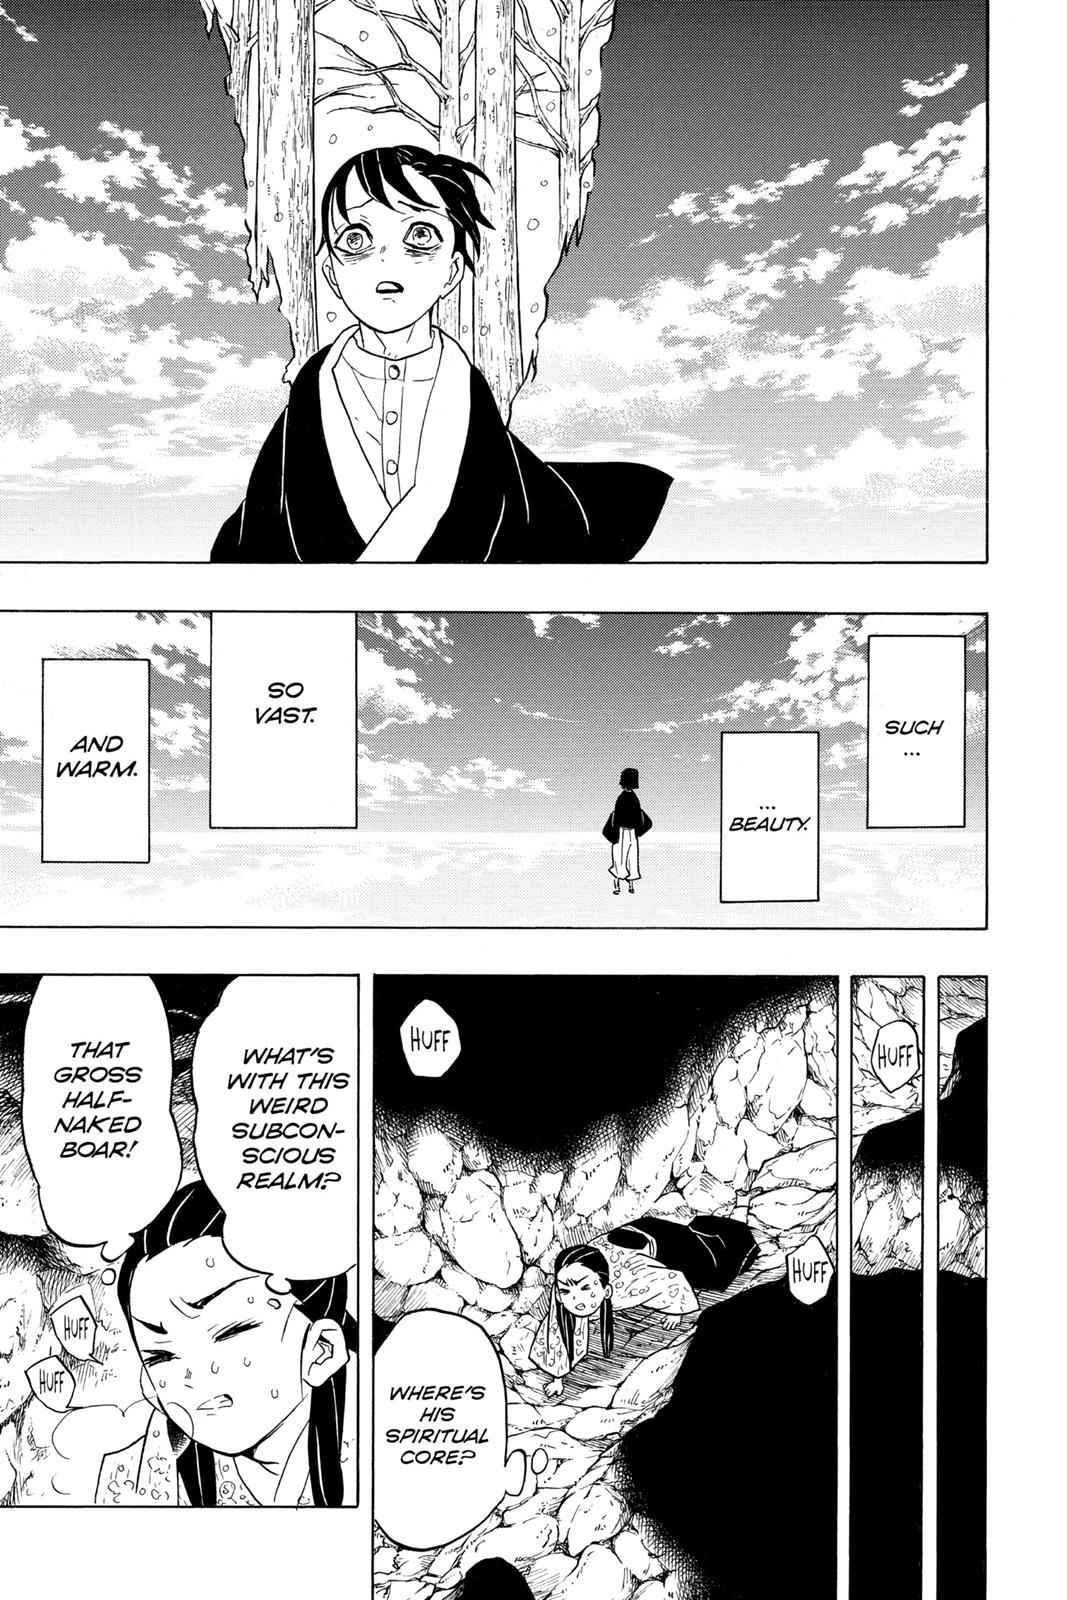 SUCH
...
...
BEAUTY.
SO
VAST.
AND
WARM.
HUFF
HUFF
HUFF
WHERE'S
HIS
SPIRITUAL
CORE?
WHAT'S
WITH THIS
WEIRD
SUBCON-
SCIOUS
REALM?
THAT
GROSS
HALF-
NAKED
BOAR!
HUFF
HUFF